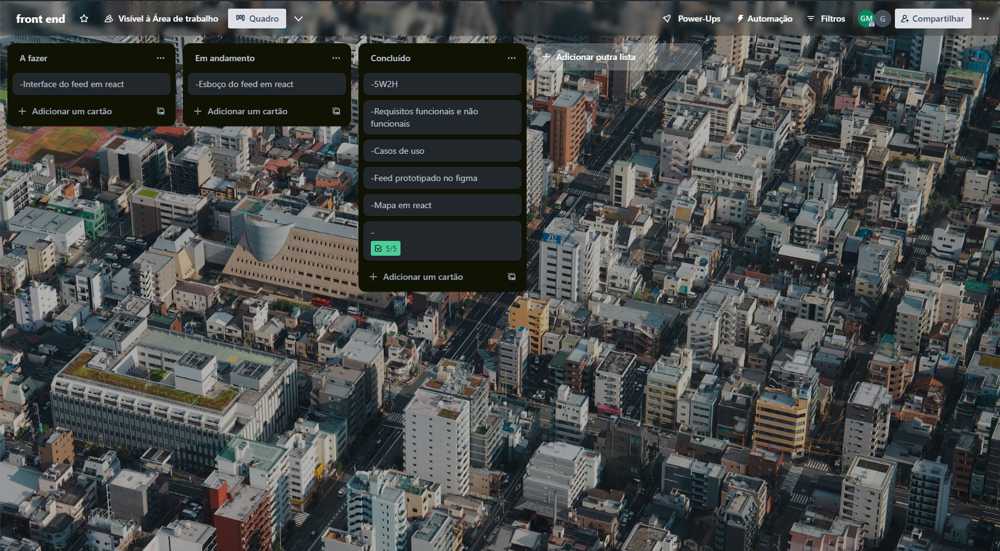 front end
Visível à Área de trabalho
Quadro
Power-Ups
Automação
Filtros
GM
G
Compartilhar
A fazer
-Interface do feed em react
Adicionar um cartão
Em andamento
-Esboço do feed em react
Adicionar um cartão
Concluído
-5W2H
-Requisitos funcionais e não
funcionais
-Casos de uso
-Feed prototipado no figma
-Mapa em react
-
5/5
Adicionar um cartão
Adicionar outra lista